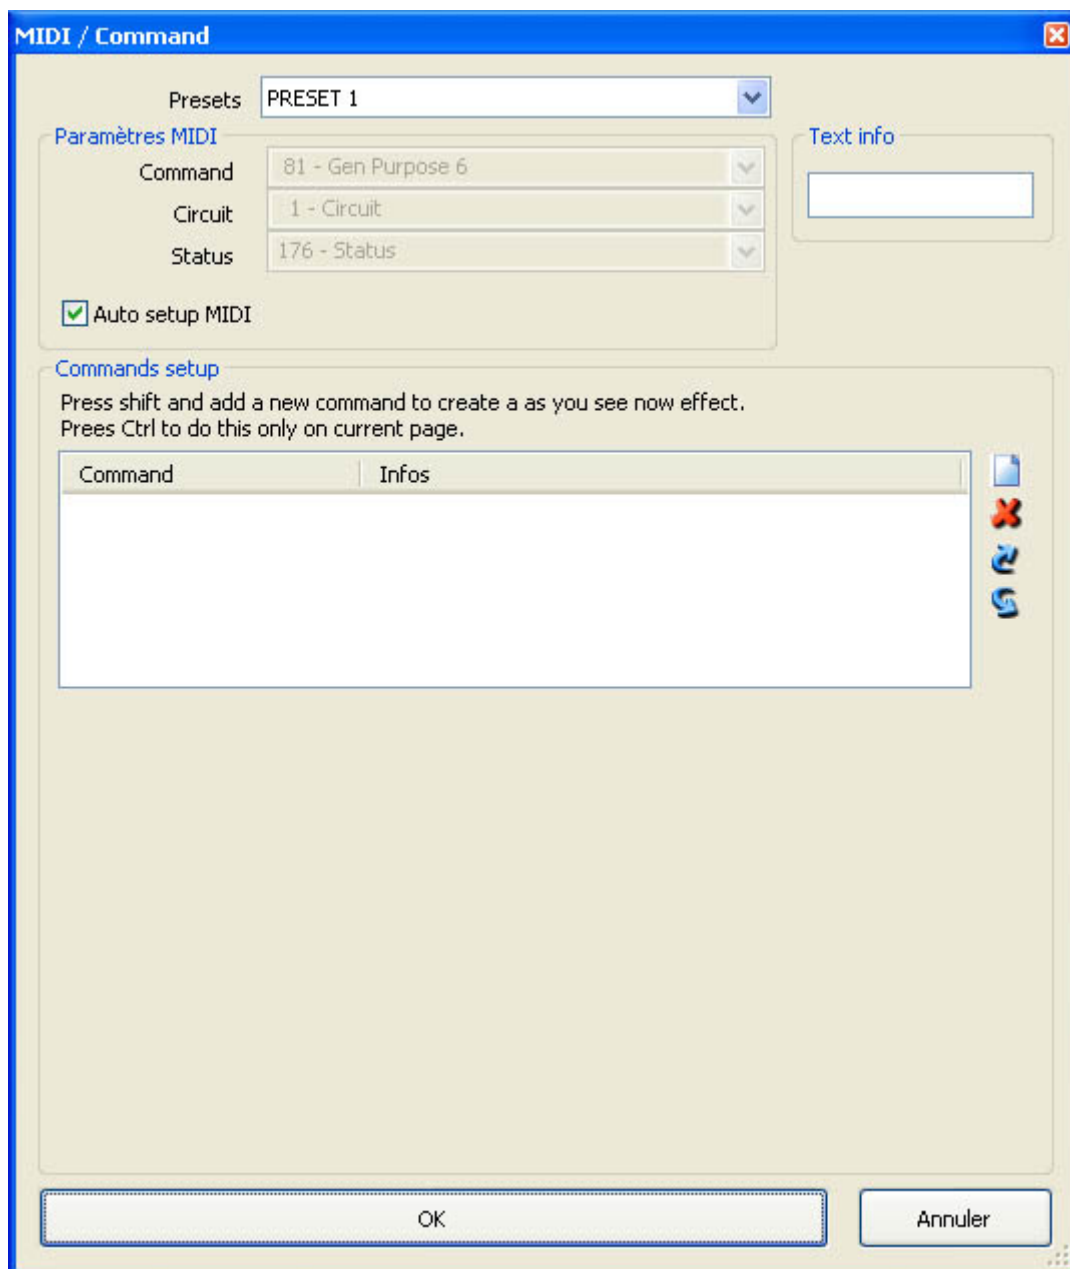 MIDI / Command
Presets PRESET 1
Paramètres MIDI
Text info
Command 81 - Gen Purpose 6
Circuit 1 - Circuit
Status 176 - Status
Auto setup MIDI
Commands setup
Press shift and add a new command to create a as you see now effect.
Prees Ctrl to do this only on current page.
Command Infos
OK Annuler